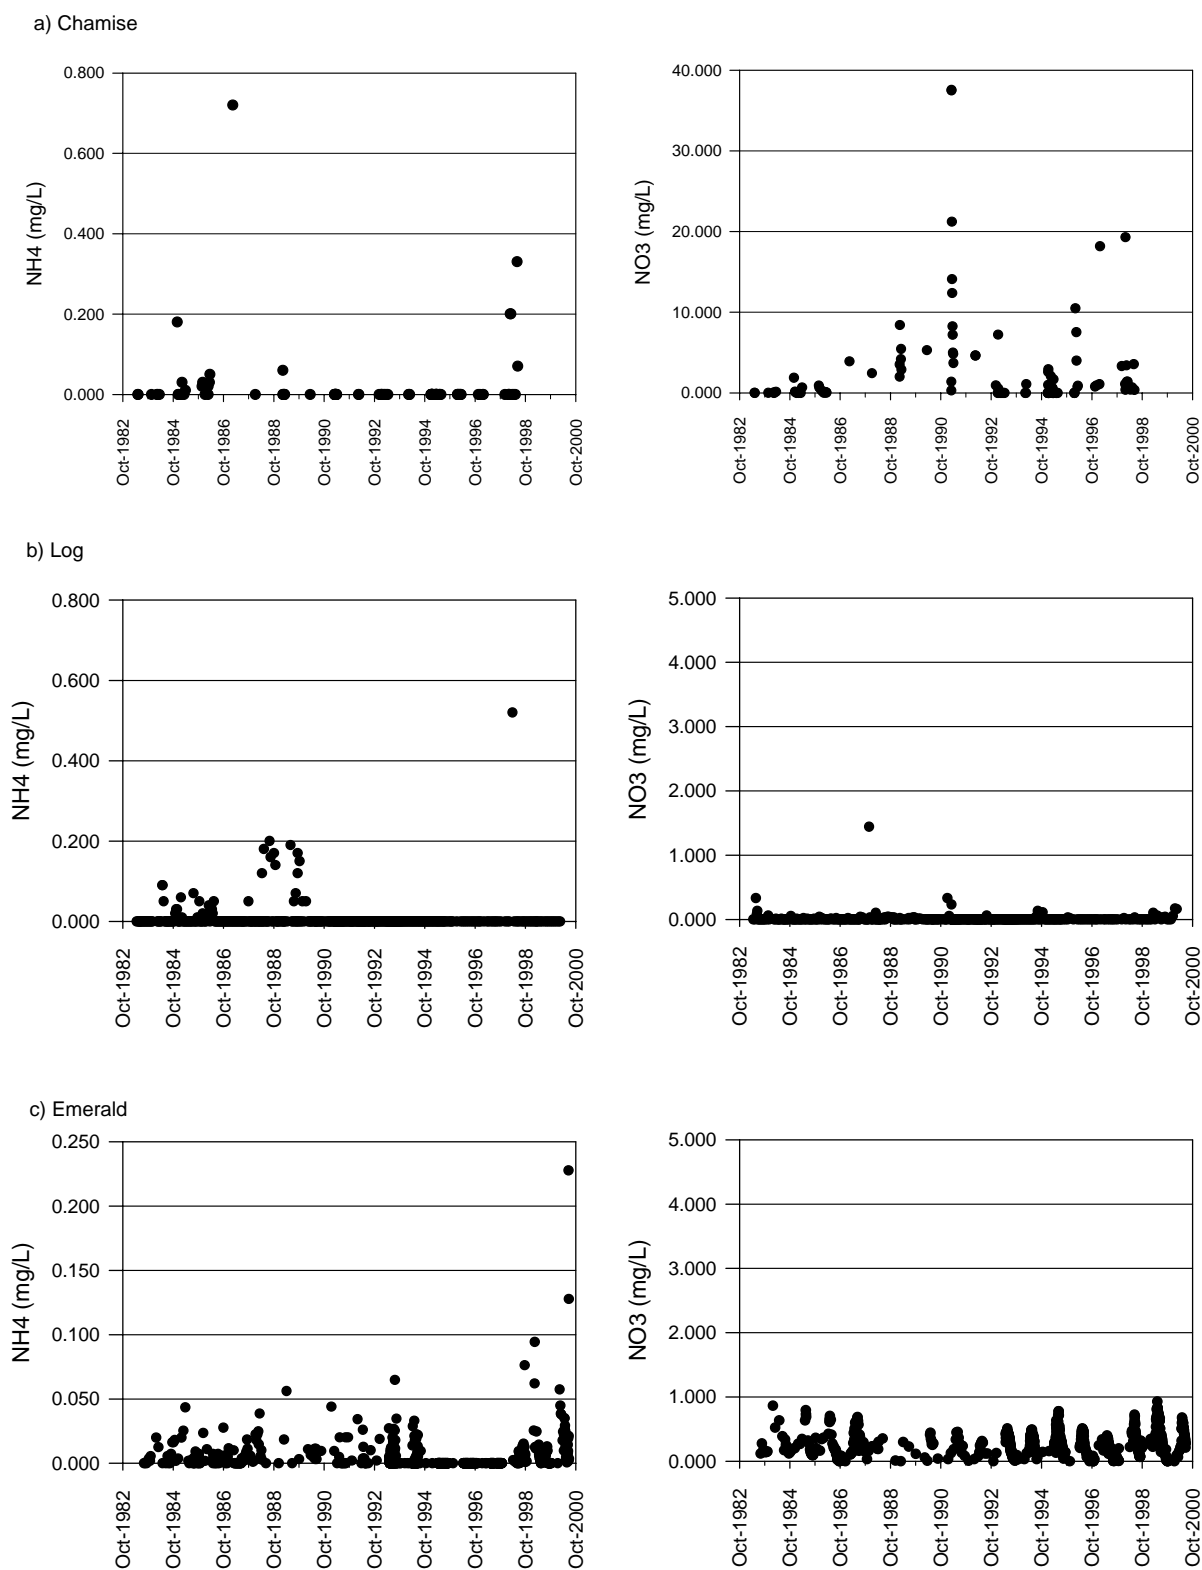 a) Chamise
0.800
0.600
0.400
0.200
0.000
NH4 (mg/L)
Oct-1982
Oct-1984
Oct-1986
Oct-1988
Oct-1990
Oct-1992
Oct-1994
Oct-1996
Oct-1998
Oct-2000
40.000
30.000
20.000
10.000
0.000
NO3 (mg/L)
Oct-1982
Oct-1984
Oct-1986
Oct-1988
Oct-1990
Oct-1992
Oct-1994
Oct-1996
Oct-1998
Oct-2000
b) Log
0.800
0.600
0.400
0.200
0.000
NH4 (mg/L)
Oct-1982
Oct-1984
Oct-1986
Oct-1988
Oct-1990
Oct-1992
Oct-1994
Oct-1996
Oct-1998
Oct-2000
5.000
4.000
3.000
2.000
1.000
0.000
NO3 (mg/L)
Oct-1982
Oct-1984
Oct-1986
Oct-1988
Oct-1990
Oct-1992
Oct-1994
Oct-1996
Oct-1998
Oct-2000
c) Emerald
0.250
0.200
0.150
0.100
0.050
0.000
NH4 (mg/L)
Oct-1982
Oct-1984
Oct-1986
Oct-1988
Oct-1990
Oct-1992
Oct-1994
Oct-1996
Oct-1998
Oct-2000
5.000
4.000
3.000
2.000
1.000
0.000
NO3 (mg/L)
Oct-1982
Oct-1984
Oct-1986
Oct-1988
Oct-1990
Oct-1992
Oct-1994
Oct-1996
Oct-1998
Oct-2000